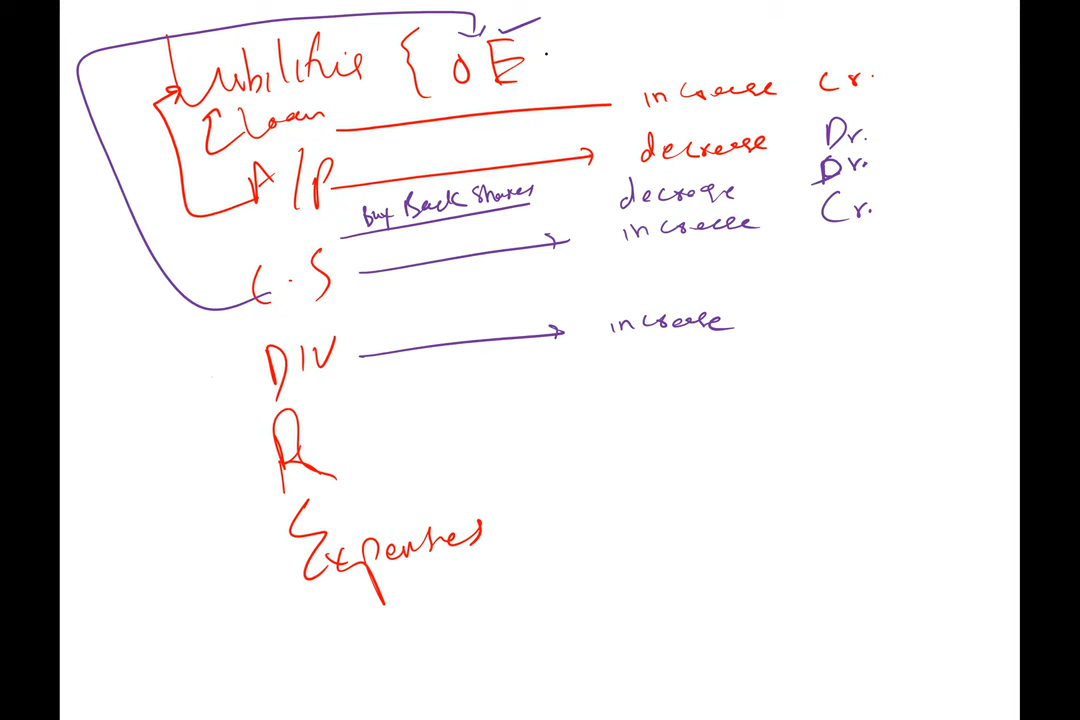 Liabilities { OE
Loan increase Cr.
A/P decrease Dr.
Buy Back Shares decrease Dr.
C.S increase Cr.
DIV increase
R
Expenses